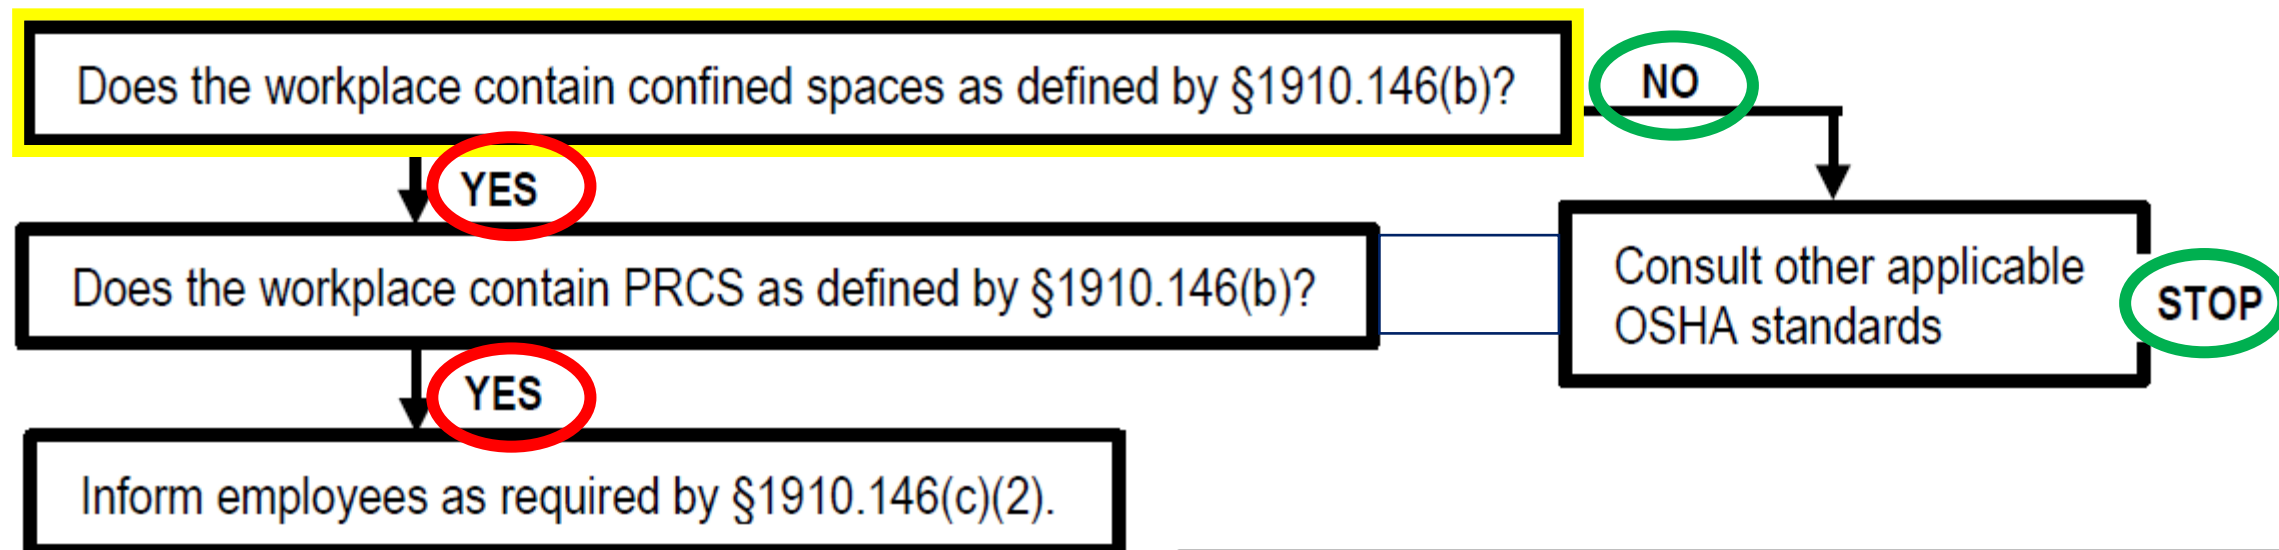 Does the workplace contain confined spaces as defined by §1910.146(b)?
NO
YES
Does the workplace contain PRCS as defined by §1910.146(b)?
Consult other applicable
OSHA standards
STOP
YES
Inform employees as required by §1910.146(c)(2).